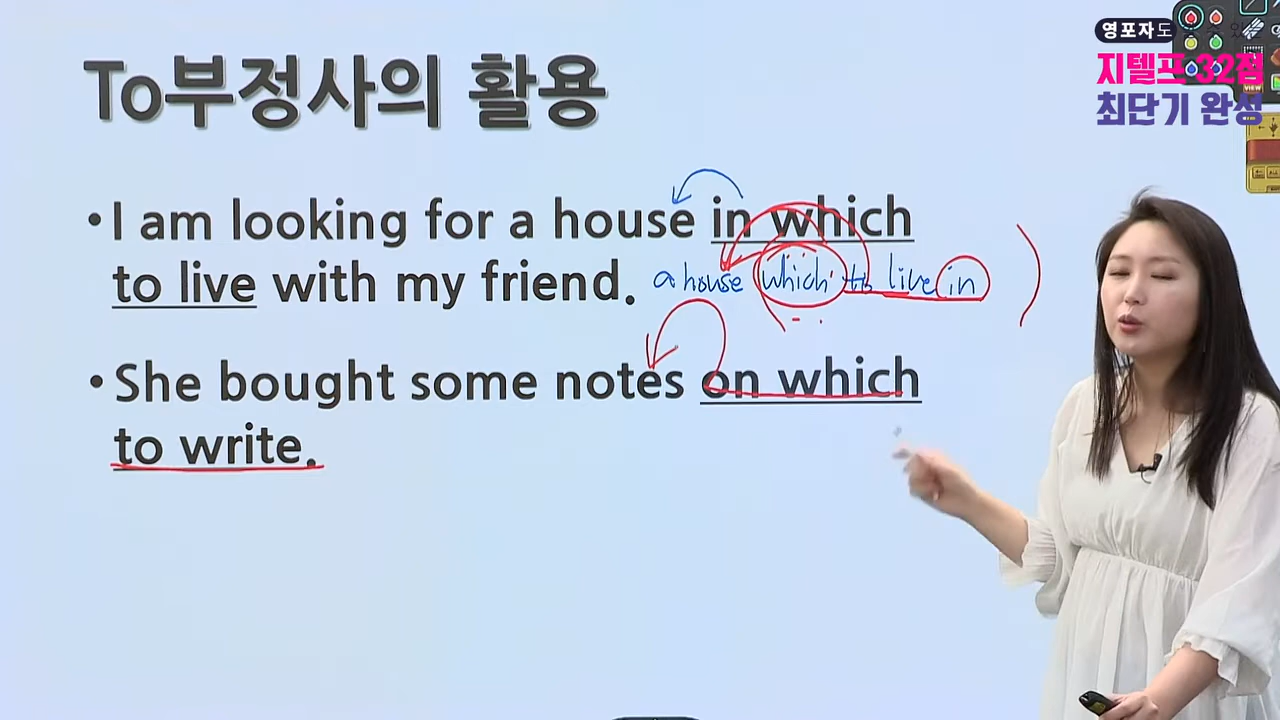 영포자도
지텔프 32점
최단기 완성
To부정사의 활용
•I am looking for a house in which
to live with my friend.
a house which to live in
•She bought some notes on which
to write.